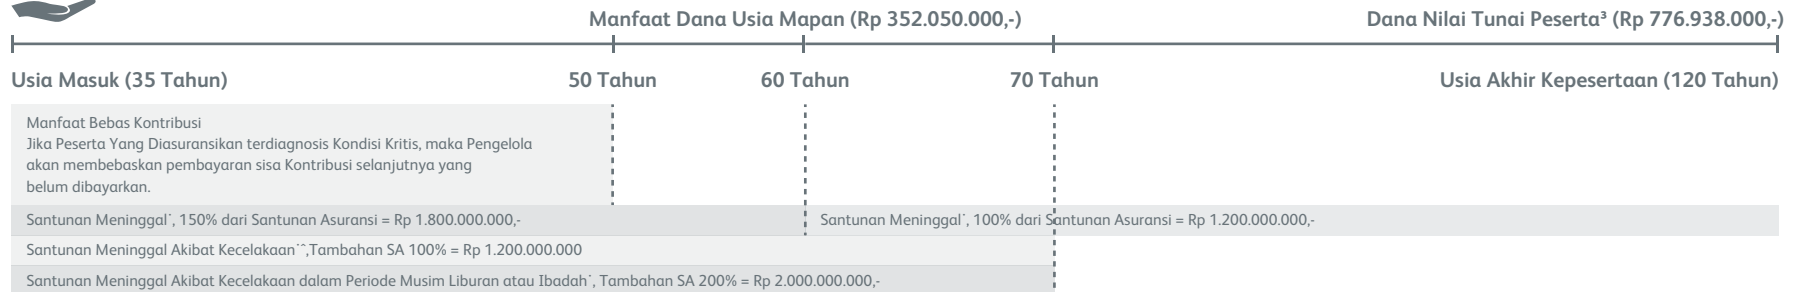 Manfaat Dana Usia Mapan (Rp 352.050.000,-)
Dana Nilai Tunai Peserta³ (Rp 776.938.000,-)
Usia Masuk (35 Tahun)
50 Tahun
60 Tahun
70 Tahun
Usia Akhir Kepesertaan (120 Tahun)
Manfaat Bebas Kontribusi
Jika Peserta Yang Diasuransikan terdiagnosis Kondisi Kritis, maka Pengelola
akan membebaskan pembayaran sisa Kontribusi selanjutnya yang
belum dibayarkan.
Santunan Meninggal*, 150% dari Santunan Asuransi = Rp 1.800.000.000,-
Santunan Meninggal*, 100% dari Santunan Asuransi = Rp 1.200.000.000,-
Santunan Meninggal Akibat Kecelakaan*^,Tambahan SA 100% = Rp 1.200.000.000
Santunan Meninggal Akibat Kecelakaan dalam Periode Musim Liburan atau Ibadah*, Tambahan SA 200% = Rp 2.000.000.000,-